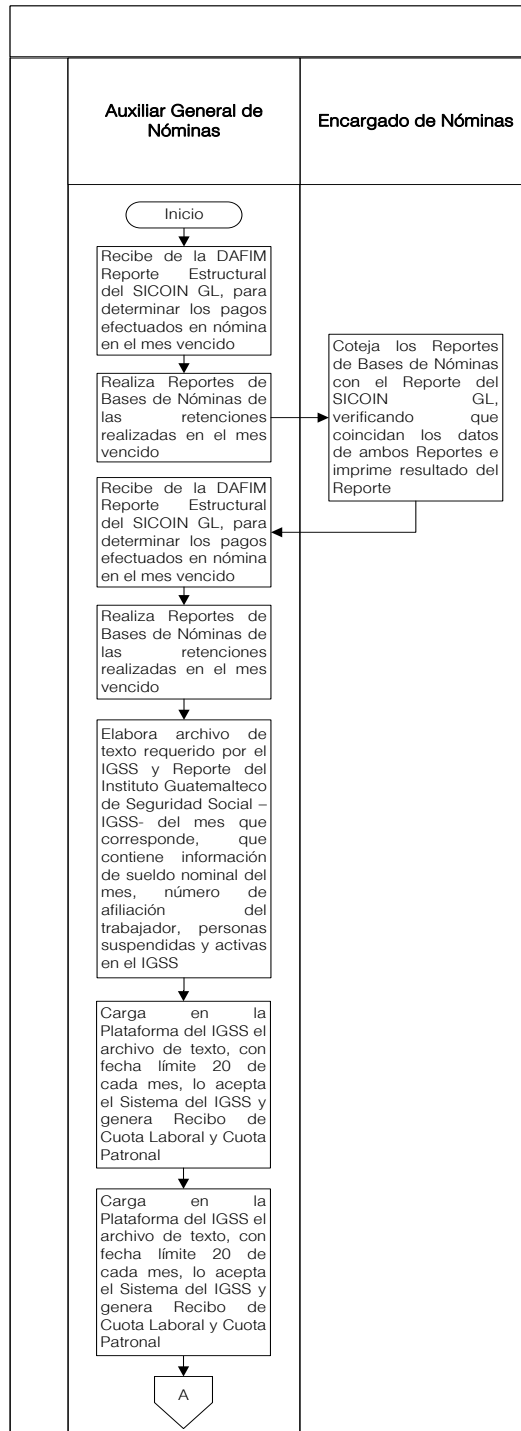 Auxiliar General de
Nóminas
Encargado de Nóminas
Inicio
Recibe de la DAFIM
Reporte Estructural
del SICOIN GL, para
determinar los pagos
efectuados en nómina
en el mes vencido
Realiza Reportes de
Bases de Nóminas de
las retenciones
realizadas en el mes
vencido
Coteja los Reportes
de Bases de Nóminas
con el Reporte del
SICOIN GL,
verificando que
coincidan los datos
de ambos Reportes e
imprime resultado del
Reporte
Recibe de la DAFIM
Reporte Estructural
del SICOIN GL, para
determinar los pagos
efectuados en nómina
en el mes vencido
Realiza Reportes de
Bases de Nóminas de
las retenciones
realizadas en el mes
vencido
Elabora archivo de
texto requerido por el
IGSS y Reporte del
Instituto Guatemalteco
de Seguridad Social –
IGSS- del mes que
corresponde, que
contiene información
de sueldo nominal del
mes, número de
afiliación del
trabajador, personas
suspendidas y activas
en el IGSS
Carga en la
Plataforma del IGSS el
archivo de texto, con
fecha límite 20 de
cada mes, lo acepta
el Sistema del IGSS y
genera Recibo de
Cuota Laboral y Cuota
Patronal
Carga en la
Plataforma del IGSS el
archivo de texto, con
fecha límite 20 de
cada mes, lo acepta
el Sistema del IGSS y
genera Recibo de
Cuota Laboral y Cuota
Patronal
A